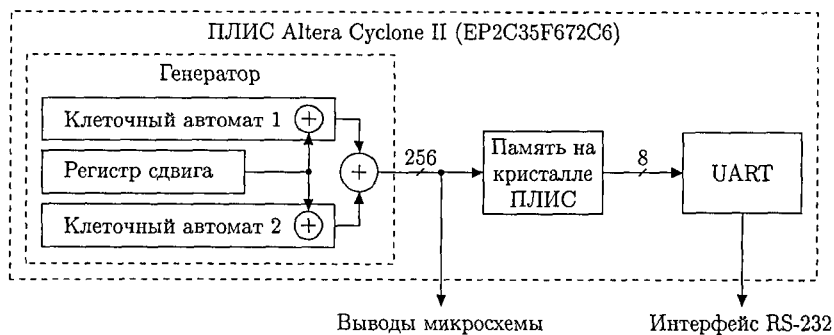 ПЛИС Altera Cyclone II (EP2C35F672C6)
Генератор
Клеточный автомат 1
Регистр сдвига
Клеточный автомат 2
256
Память на
кристалле
ПЛИС
8
UART
Выводы микросхемы
Интерфейс RS-232